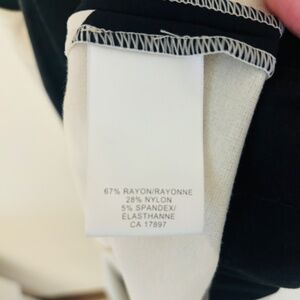 67% RAYON/RAYONNE
28% NYLON
5% SPANDEX/
ELASTHANNE
CA 17897